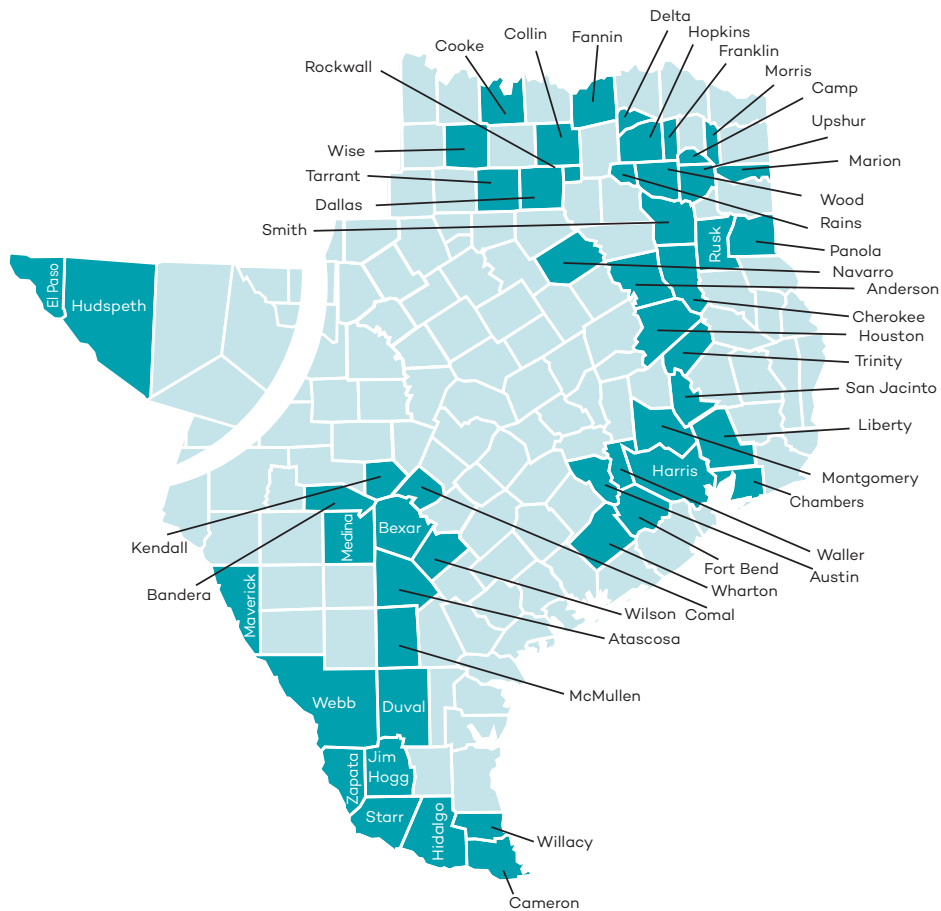 Delta
Hopkins
Collin
Fannin
Cooke
Franklin
Rockwall
Morris
Camp
Upshur
Wise
Marion
Tarrant
Wood
Dallas
Rains
Smith
Rusk
Panola
Navarro
El Paso
Anderson
Hudspeth
Cherokee
Houston
Trinity
San Jacinto
Liberty
Harris
Montgomery
Chambers
Bexar
Medina
Kendall
Waller
Fort Bend
Austin
Bandera
Wharton
Maverick
Wilson
Comal
Atascosa
McMullen
Webb
Duval
Jim
Hogg
Zapata
Starr
Hidalgo
Willacy
Cameron